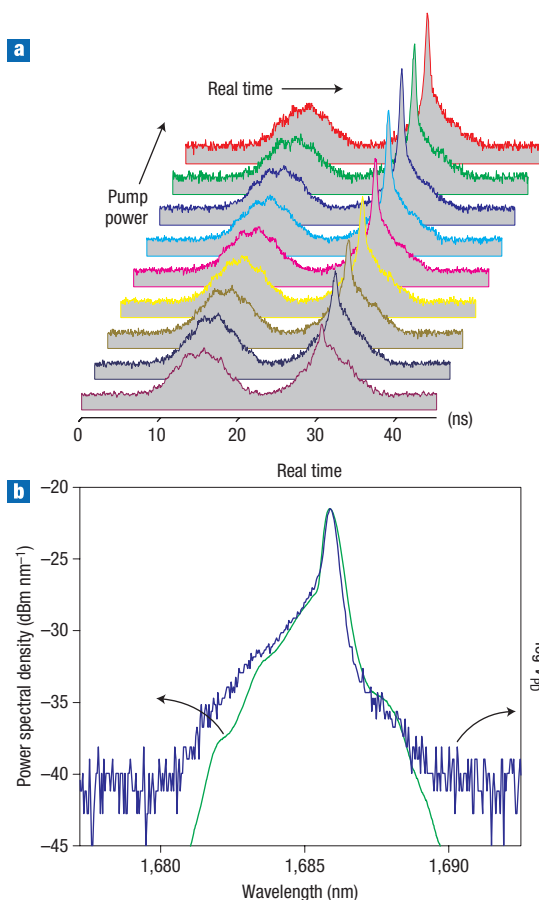 a
Real time
Pump
power
0 10 20 30 40 (ns)
Real time
b
−20
−25
−30
−35
−40
−45
Power spectral density (dBm nm−1)
1,680 1,685 1,690
Wavelength (nm)